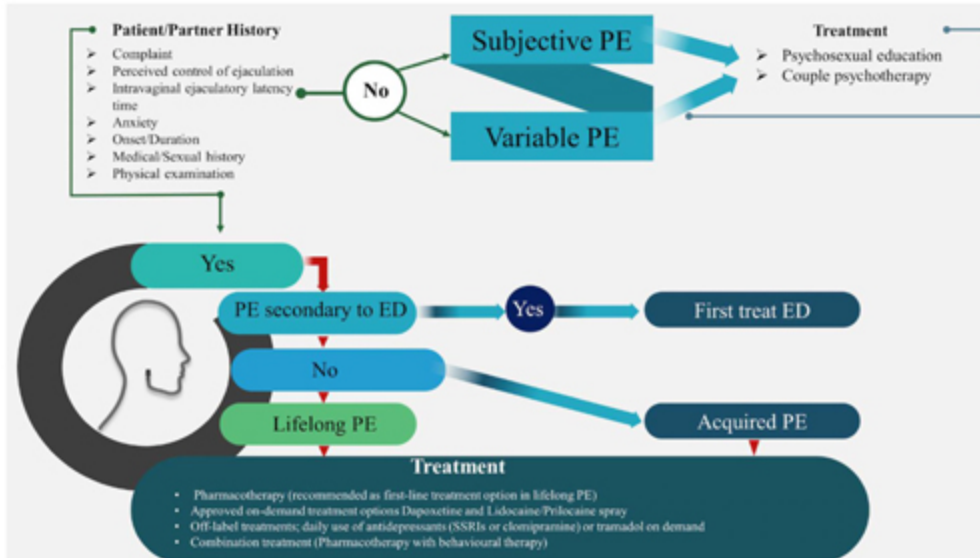 Patient/Partner History
➤ Complaint
➤ Perceived control of ejaculation
➤ Intravaginal ejaculatory latency
time
➤ Anxiety
➤ Onset/Duration
➤ Medical/Sexual history
➤ Physical examination
No
Subjective PE
Variable PE
Treatment
➤ Psychosexual education
➤ Couple psychotherapy
Yes
PE secondary to ED
Yes
First treat ED
No
Lifelong PE
Acquired PE
Treatment
• Pharmacotherapy (recommended as first-line treatment option in lifelong PE)
• Approved on-demand treatment options Dapoxetine and Lidocaine/Prilocaine spray
• Off-label treatments; daily use of antidepressants (SSRIs or clomipramine) or tramadol on demand
• Combination treatment (Pharmacotherapy with behavioural therapy)